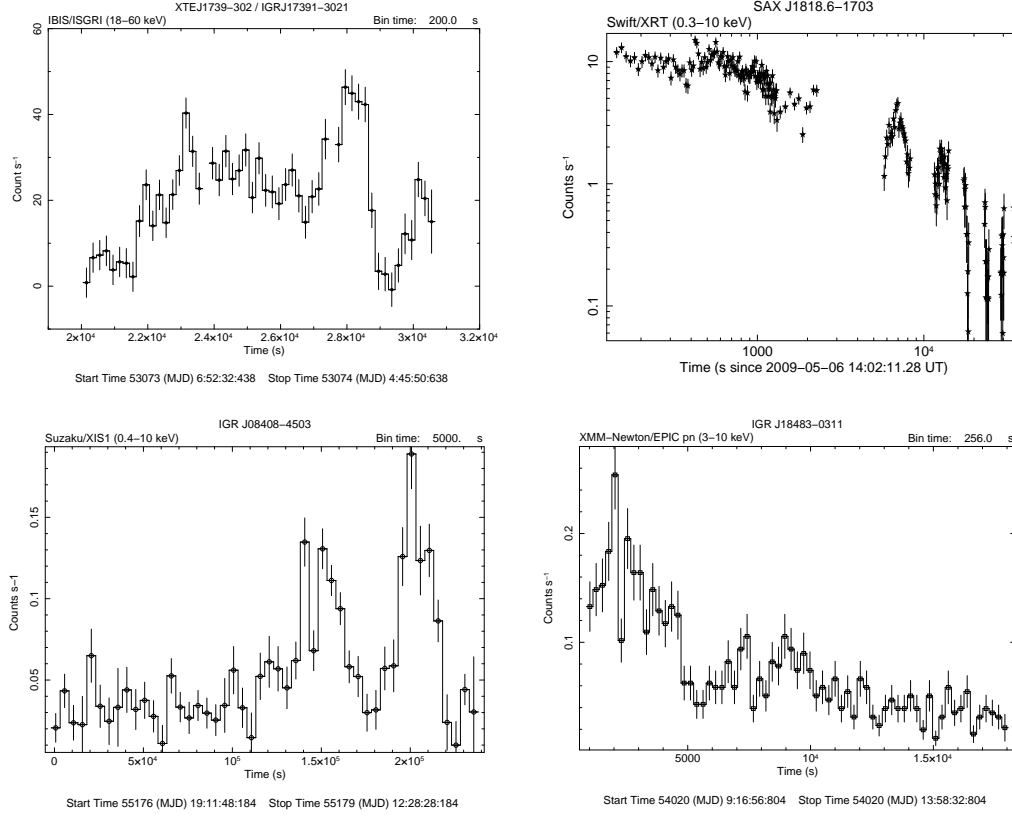 XTEJ1739−302 / IGRJ17391−3021
IBIS/ISGRI (18−60 keV) Bin time: 200.0 s
60
40
20
0
Count s⁻¹
2×10⁴ 2.2×10⁴ 2.4×10⁴ 2.6×10⁴ 2.8×10⁴ 3×10⁴ 3.2×10⁴
Time (s)
Start Time 53073 (MJD) 6:52:32:438 Stop Time 53074 (MJD) 4:45:50:638
SAX J1818.6−1703
Swift/XRT (0.3−10 keV)
10
1
0.1
Counts s⁻¹
1000 10⁴
Time (s since 2009−05−06 14:02:11.28 UT)
IGR J08408−4503
Suzaku/XIS1 (0.4−10 keV) Bin time: 5000. s
0.15
0.1
0.05
Counts s−1
0 5×10⁴ 10⁵ 1.5×10⁵ 2×10⁵
Time (s)
Start Time 55176 (MJD) 19:11:48:184 Stop Time 55179 (MJD) 12:28:28:184
IGR J18483−0311
XMM−Newton/EPIC pn (3−10 keV) Bin time: 256.0 s
0.2
0.1
Counts s⁻¹
5000 10⁴ 1.5×10⁴
Time (s)
Start Time 54020 (MJD) 9:16:56:804 Stop Time 54020 (MJD) 13:58:32:804